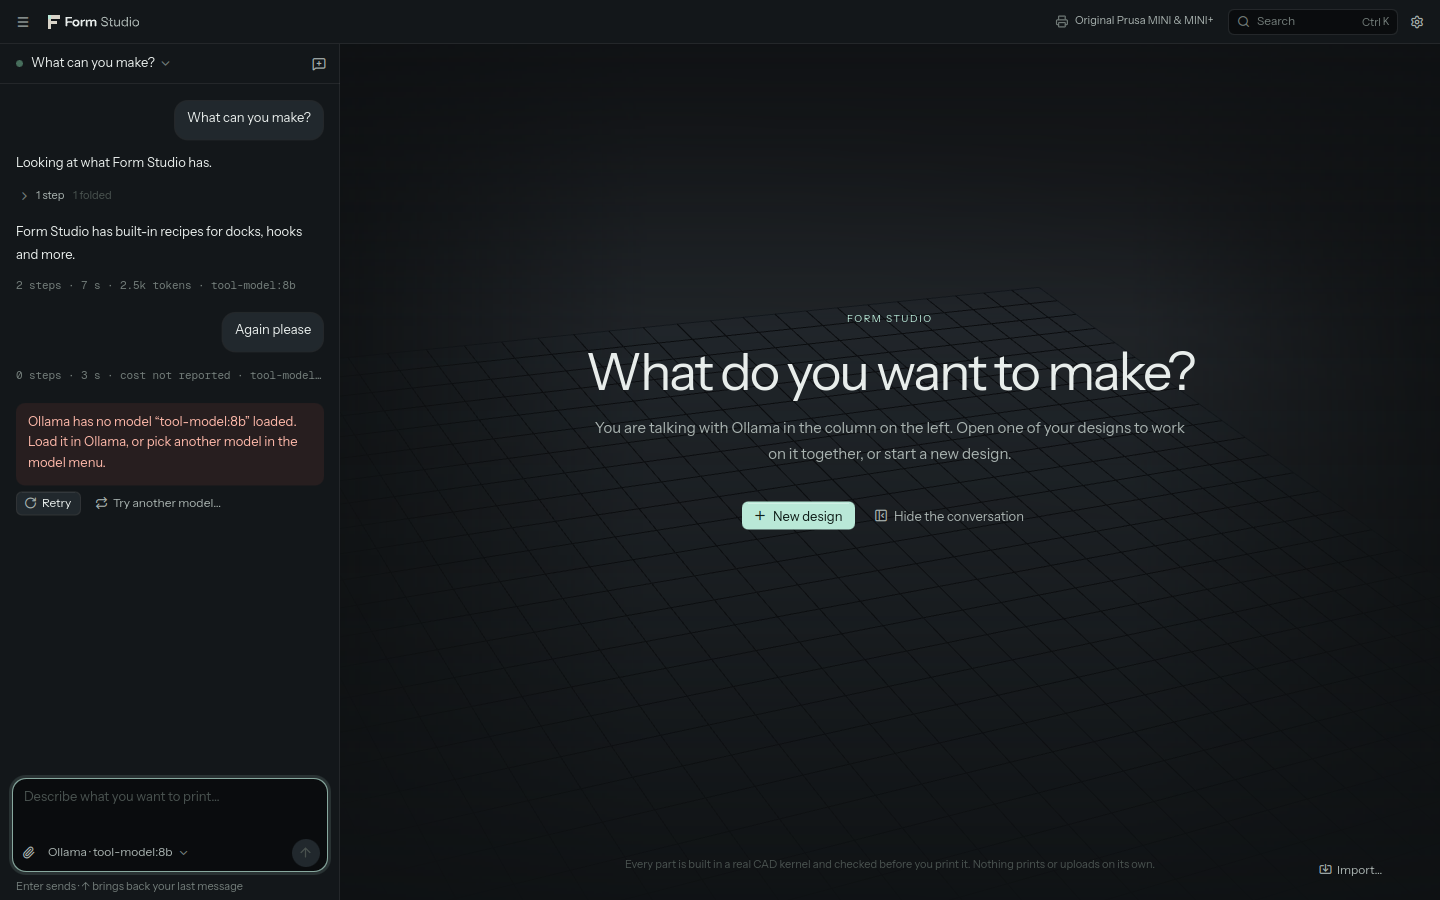 Form Studio
Original Prusa MINI & MINI+
Search
Ctrl K
What can you make?
What can you make?
Looking at what Form Studio has.
1 step 1 folded
Form Studio has built-in recipes for docks, hooks
and more.
2 steps · 7 s · 2.5k tokens · tool-model:8b
Again please
0 steps · 3 s · cost not reported · tool-model…
Ollama has no model “tool-model:8b” loaded.
Load it in Ollama, or pick another model in the
model menu.
Retry
Try another model…
Describe what you want to print…
Ollama · tool-model:8b
Enter sends · ↑ brings back your last message
FORM STUDIO
What do you want to make?
You are talking with Ollama in the column on the left. Open one of your designs to work
on it together, or start a new design.
New design
Hide the conversation
Every part is built in a real CAD kernel and checked before you print it. Nothing prints or uploads on its own.
Import…